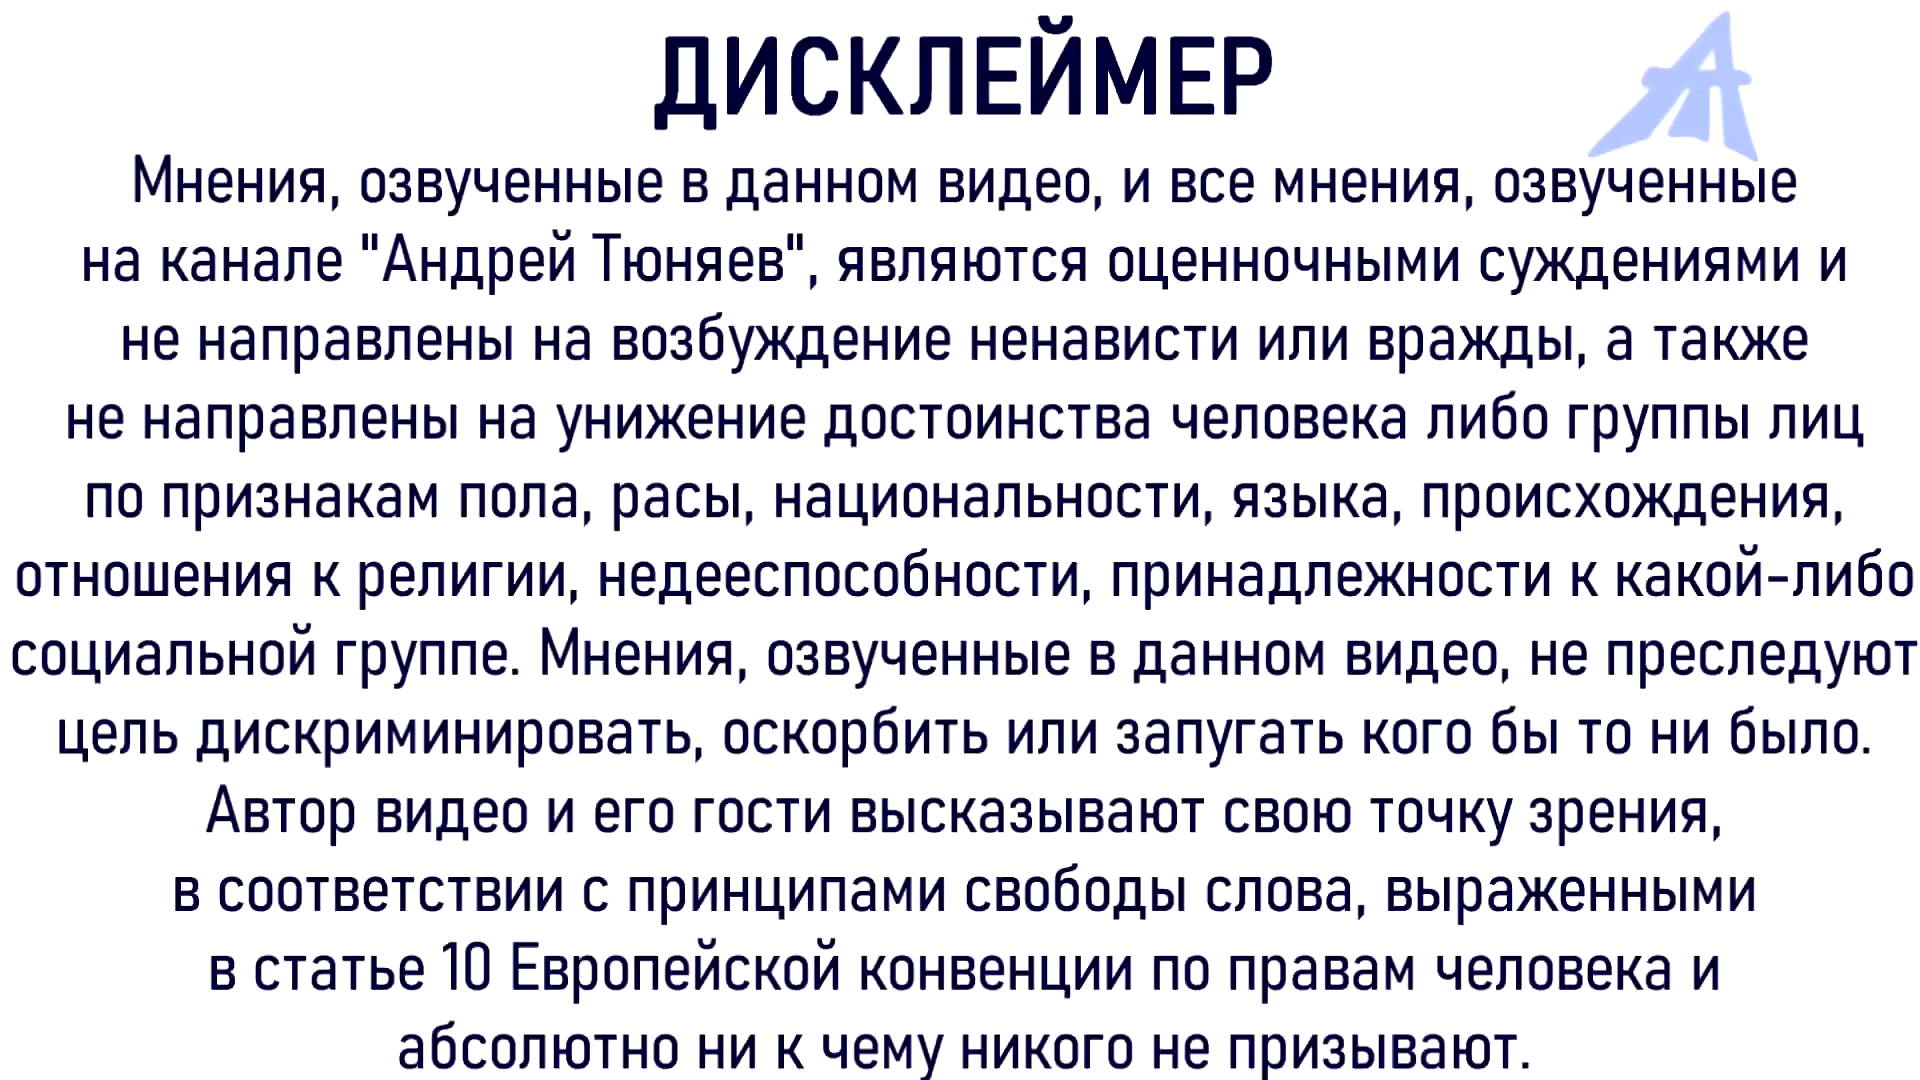 ДИСКЛЕЙМЕР
Мнения, озвученные в данном видео, и все мнения, озвученные
на канале "Андрей Тюняев", являются оценночными суждениями и
не направлены на возбуждение ненависти или вражды, а также
не направлены на унижение достоинства человека либо группы лиц
по признакам пола, расы, национальности, языка, происхождения,
отношения к религии, недееспособности, принадлежности к какой-либо
социальной группе. Мнения, озвученные в данном видео, не преследуют
цель дискриминировать, оскорбить или запугать кого бы то ни было.
Автор видео и его гости высказывают свою точку зрения,
в соответствии с принципами свободы слова, выраженными
в статье 10 Европейской конвенции по правам человека и
абсолютно ни к чему никого не призывают.